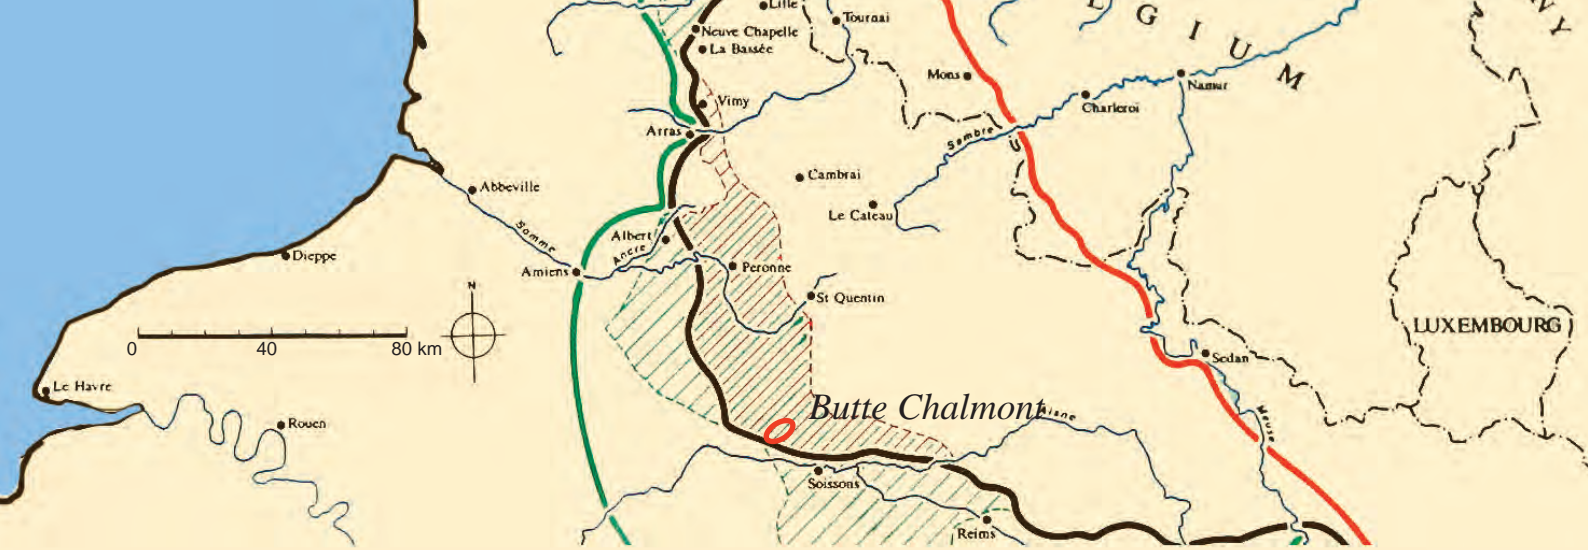 Lille
Tournai
L G I U M
NY
Neuve Chapelle
La Bassée
Mons
Namur
Charleroi
Vimy
Arras
Sambre
Cambrai
Abbeville
Le Cateau
Somme
Albert
Ancre
Dieppe
Amiens
Peronne
N
St Quentin
LUXEMBOURG
0 40 80 km
Sedan
Le Havre
Butte Chalmont
Aisne
Meuse
Rouen
Soissons
Reims